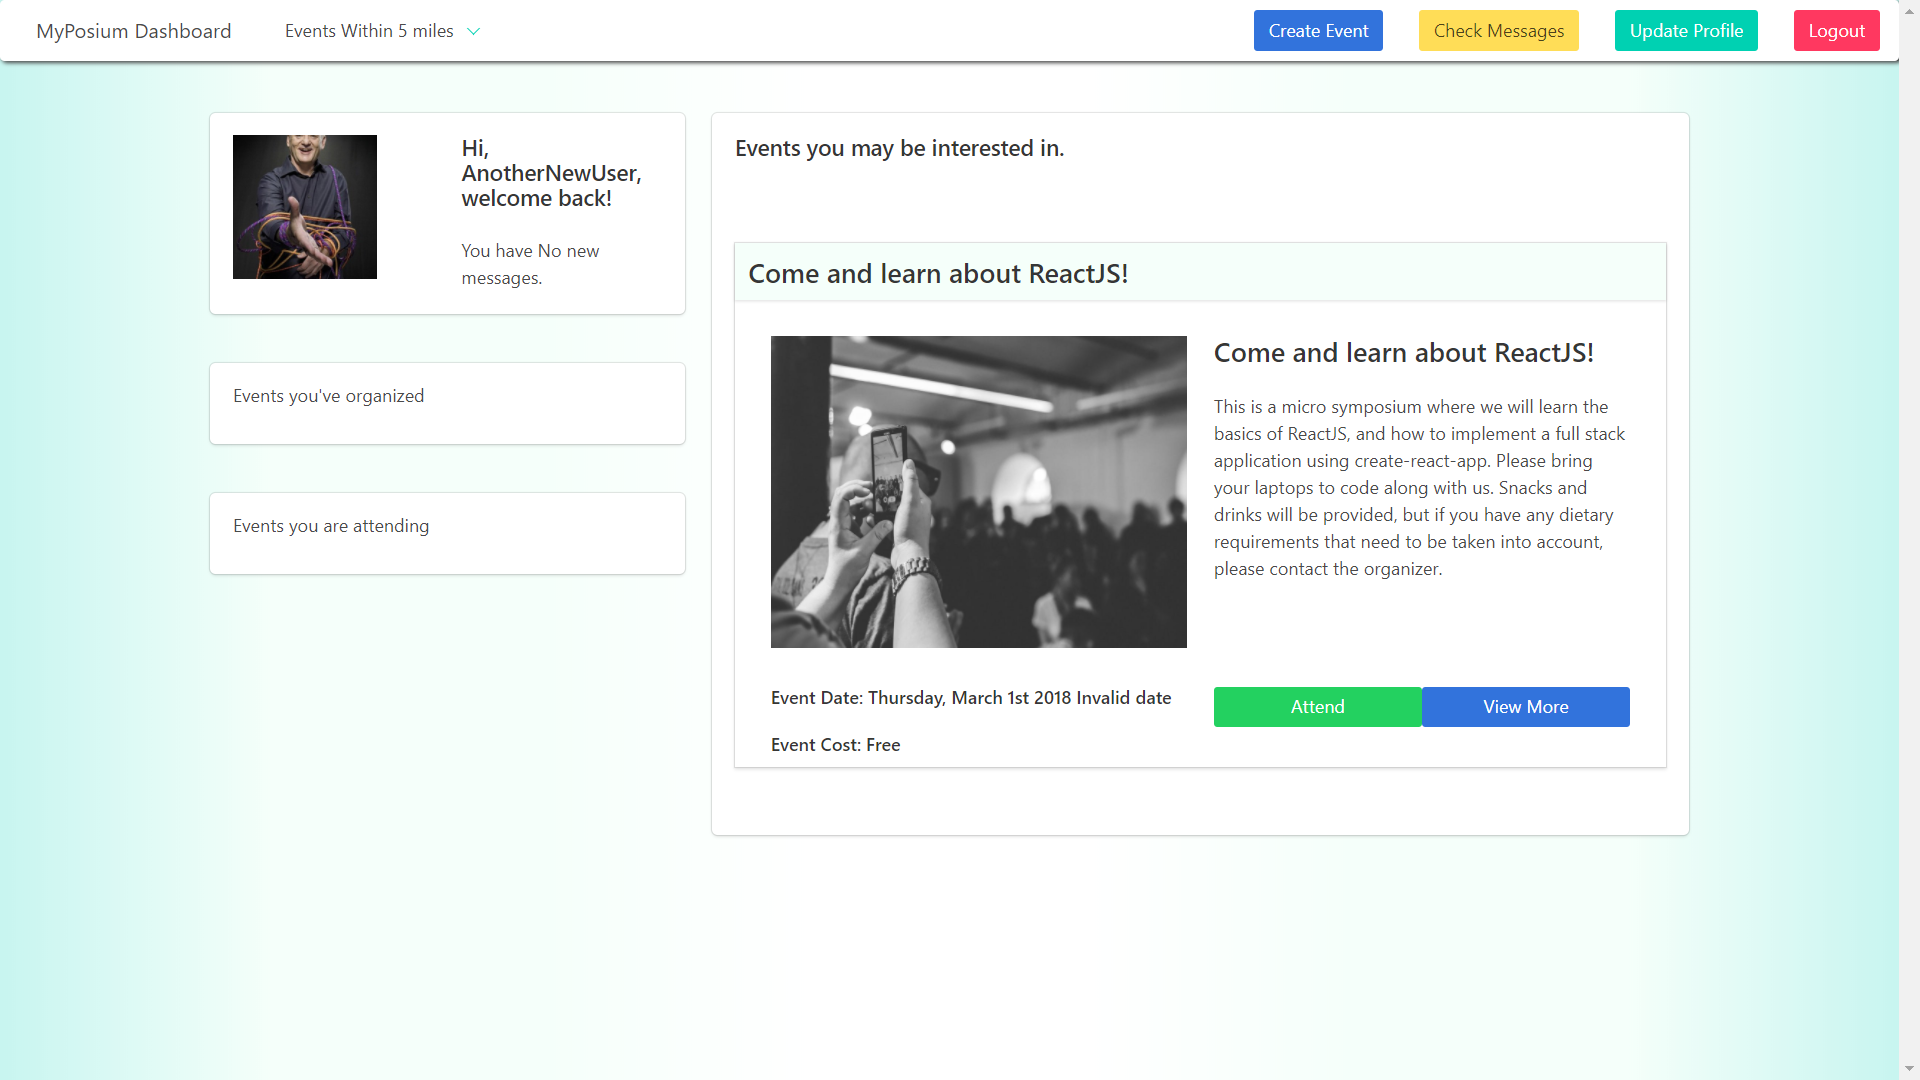 MyPosium Dashboard
Events Within 5 miles
Create Event
Check Messages
Update Profile
Logout
Hi,
AnotherNewUser,
welcome back!
You have No new
messages.
Events you've organized
Events you are attending
Events you may be interested in.
Come and learn about ReactJS!
Come and learn about ReactJS!
This is a micro symposium where we will learn the
basics of ReactJS, and how to implement a full stack
application using create-react-app. Please bring
your laptops to code along with us. Snacks and
drinks will be provided, but if you have any dietary
requirements that need to be taken into account,
please contact the organizer.
Event Date: Thursday, March 1st 2018 Invalid date
Event Cost: Free
Attend
View More